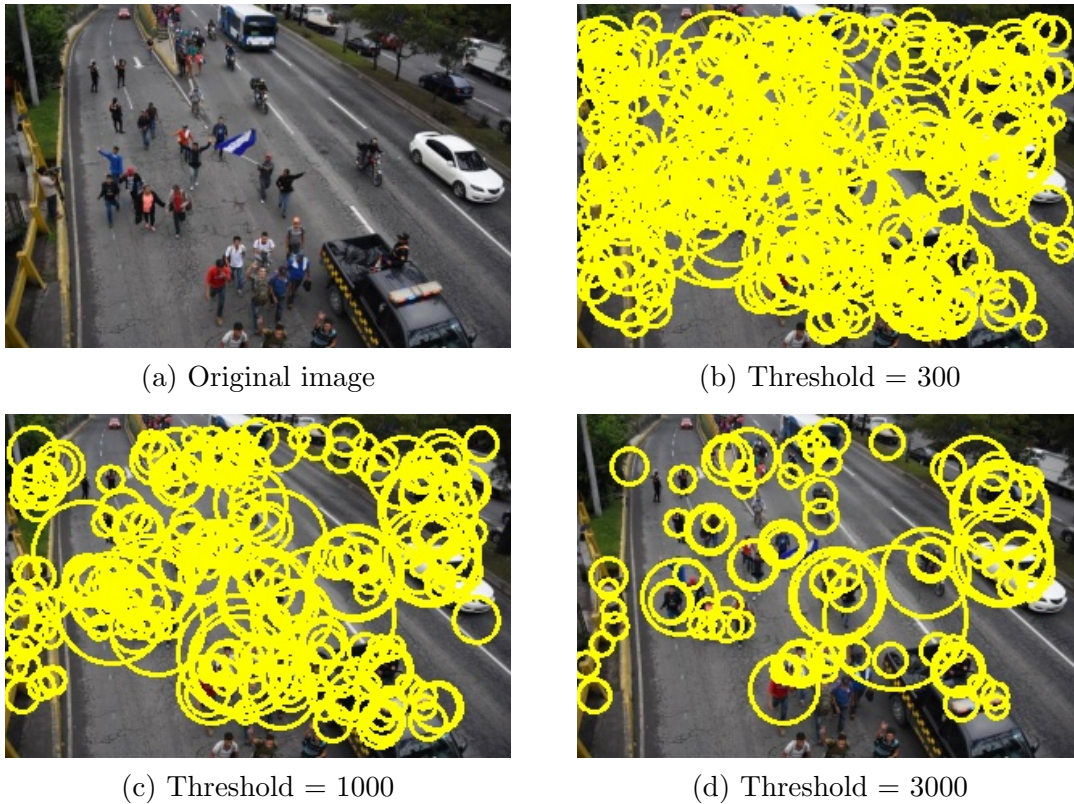 (a) Original image
(b) Threshold = 300
(c) Threshold = 1000
(d) Threshold = 3000